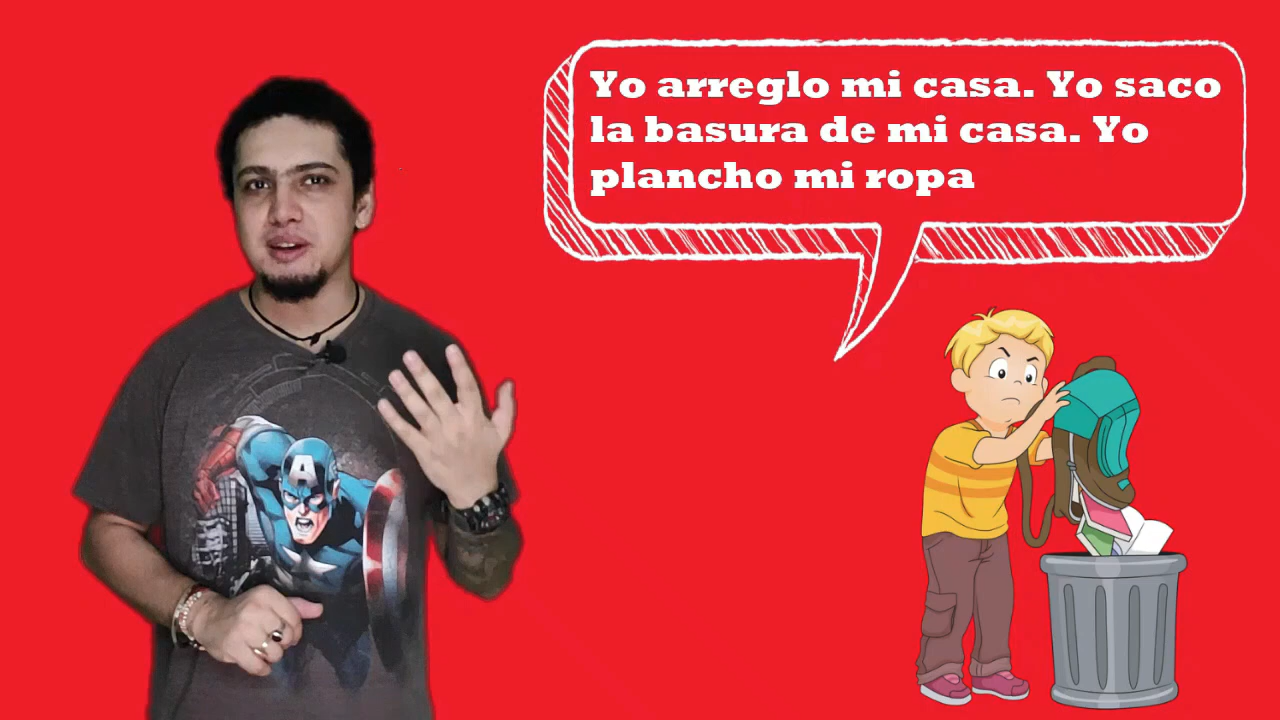 Yo arreglo mi casa. Yo saco
la basura de mi casa. Yo
plancho mi ropa
A